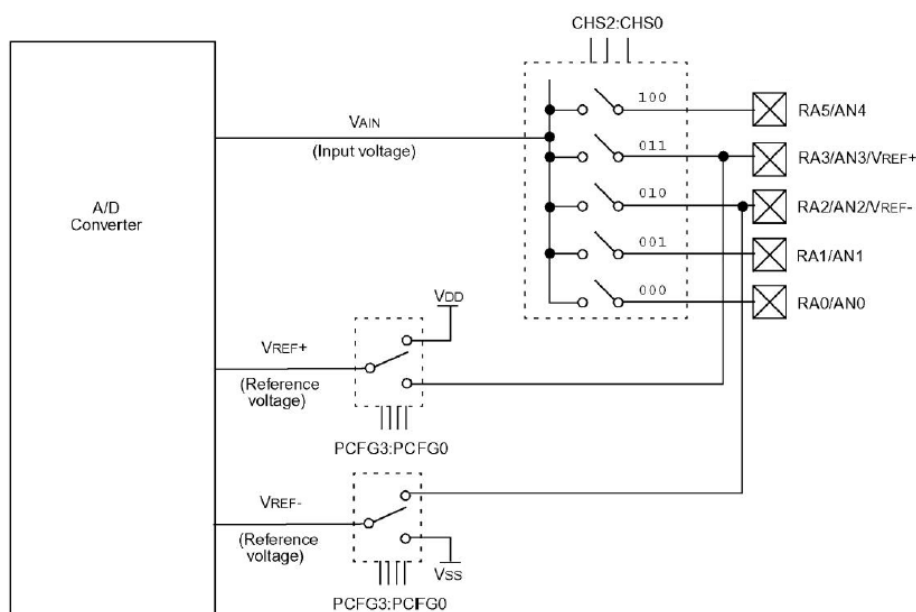 CHS2:CHS0
100
RA5/AN4
VAIN
(Input voltage)
011
RA3/AN3/VREF+
010
RA2/AN2/VREF-
A/D
Converter
001
RA1/AN1
000
RA0/AN0
VDD
VREF+
(Reference
voltage)
PCFG3:PCFG0
VREF-
(Reference
voltage)
VSS
PCFG3:PCFG0